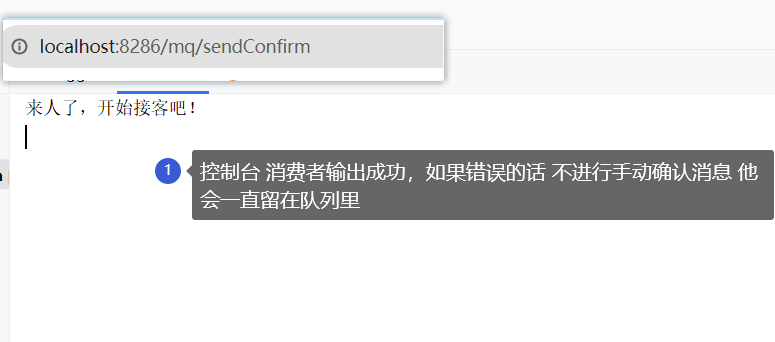 localhost:8286/mq/sendConfirm
来人了，开始接客吧！
1
控制台 消费者输出成功，如果错误的话 不进行手动确认消息 他
会一直留在队列里